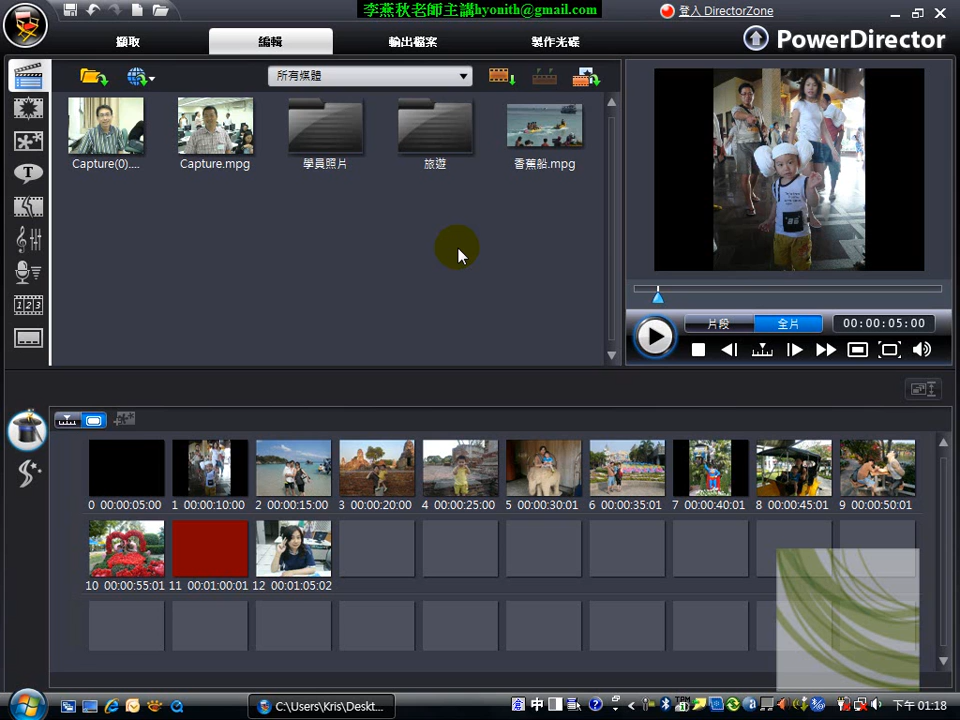 李燕秋老師主講hyonith@gmail.com
登入 DirectorZone
擷取
編輯
輸出檔案
製作光碟
PowerDirector
所有媒體
Capture(0)....
Capture.mpg
學員照片
旅遊
香蕉船.mpg
T
1 2 3
片段
全片
00:00:05:00
0 00:00:05:00
1 00:00:10:00
2 00:00:15:00
3 00:00:20:00
4 00:00:25:00
5 00:00:30:01
6 00:00:35:01
7 00:00:40:01
8 00:00:45:01
9 00:00:50:01
10 00:00:55:01
11 00:01:00:01
12 00:01:05:02
C:\Users\Kris\Deskt...
中
TPM
下午 01:18